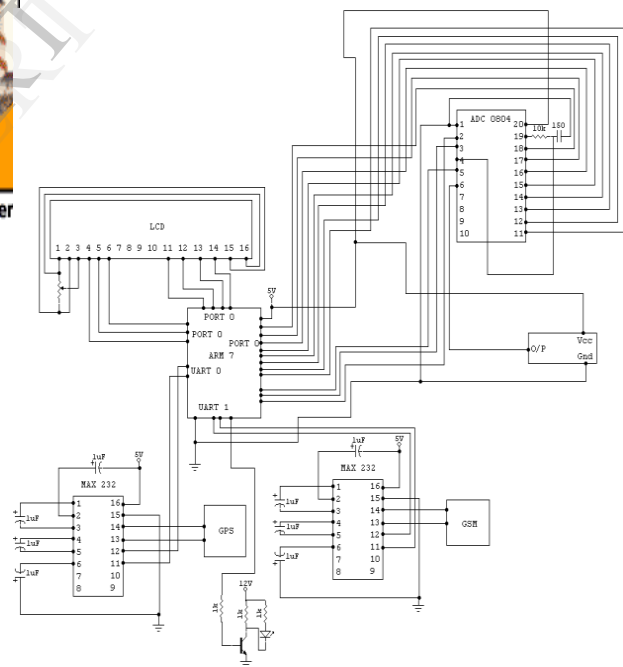 er
ADC 0804
1 20
2 19
3 18
4 17
5 16
6 15
7 14
8 13
9 12
10 11
10k 150
LCD
1 2 3 4 5 6 7 8 9 10 11 12 13 14 15 16
5V
PORT 0
PORT 0
PORT 0
ARM 7
UART 0
UART 1
Vcc
O/P
Gnd
1uF
5V
MAX 232
1 16
2 15
3 14
4 13
5 12
6 11
7 10
8 9
1uF
1uF
1uF
GPS
1uF
5V
MAX 232
1 16
2 15
3 14
4 13
5 12
6 11
7 10
8 9
1uF
1uF
1uF
GSM
12V
1k
1k
1k